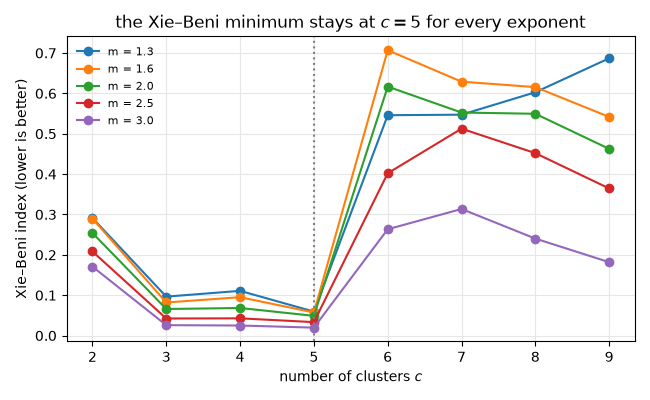 the Xie–Beni minimum stays at c = 5 for every exponent
Xie–Beni index (lower is better)
0.7
0.6
0.5
0.4
0.3
0.2
0.1
0.0
m = 1.3
m = 1.6
m = 2.0
m = 2.5
m = 3.0
2 3 4 5 6 7 8 9
number of clusters c